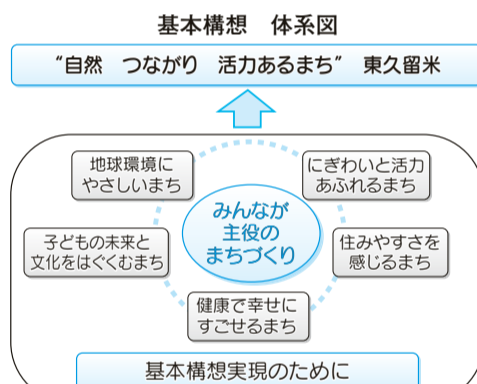 基本構想　体系図
“自然　つながり　活力あるまち”　東久留米
地球環境に
やさしいまち
にぎわいと活力
あふれるまち
みんなが
主役の
まちづくり
子どもの未来と
文化をはぐくむまち
住みやすさを
感じるまち
健康で幸せに
すごせるまち
基本構想実現のために